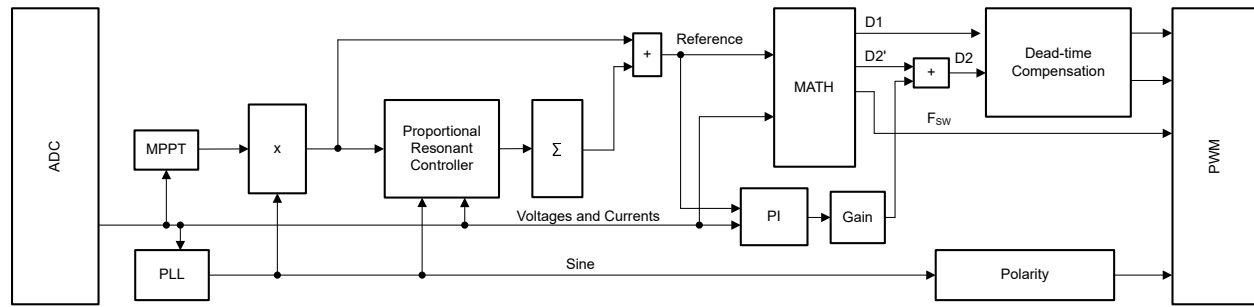 ADC
MPPT
PLL
x
Proportional
Resonant
Controller
Σ
+
Reference
Voltages and Currents
Sine
MATH
D1
D2'
+
D2
F_SW
PI
Gain
Dead-time
Compensation
Polarity
PWM